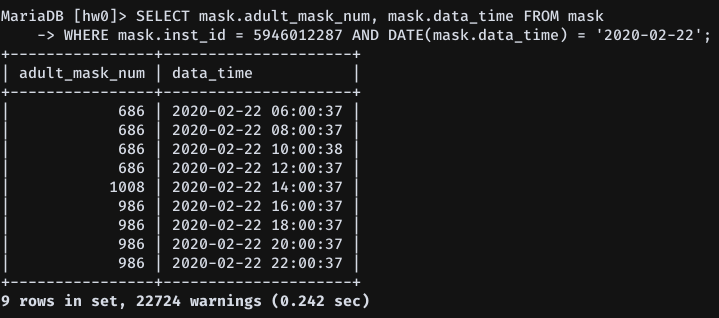 MariaDB [hw0]> SELECT mask.adult_mask_num, mask.data_time FROM mask
    -> WHERE mask.inst_id = 5946012287 AND DATE(mask.data_time) = '2020-02-22';
+----------------+---------------------+
| adult_mask_num | data_time           |
+----------------+---------------------+
|            686 | 2020-02-22 06:00:37 |
|            686 | 2020-02-22 08:00:37 |
|            686 | 2020-02-22 10:00:38 |
|            686 | 2020-02-22 12:00:37 |
|           1008 | 2020-02-22 14:00:37 |
|            986 | 2020-02-22 16:00:37 |
|            986 | 2020-02-22 18:00:37 |
|            986 | 2020-02-22 20:00:37 |
|            986 | 2020-02-22 22:00:37 |
+----------------+---------------------+
9 rows in set, 22724 warnings (0.242 sec)